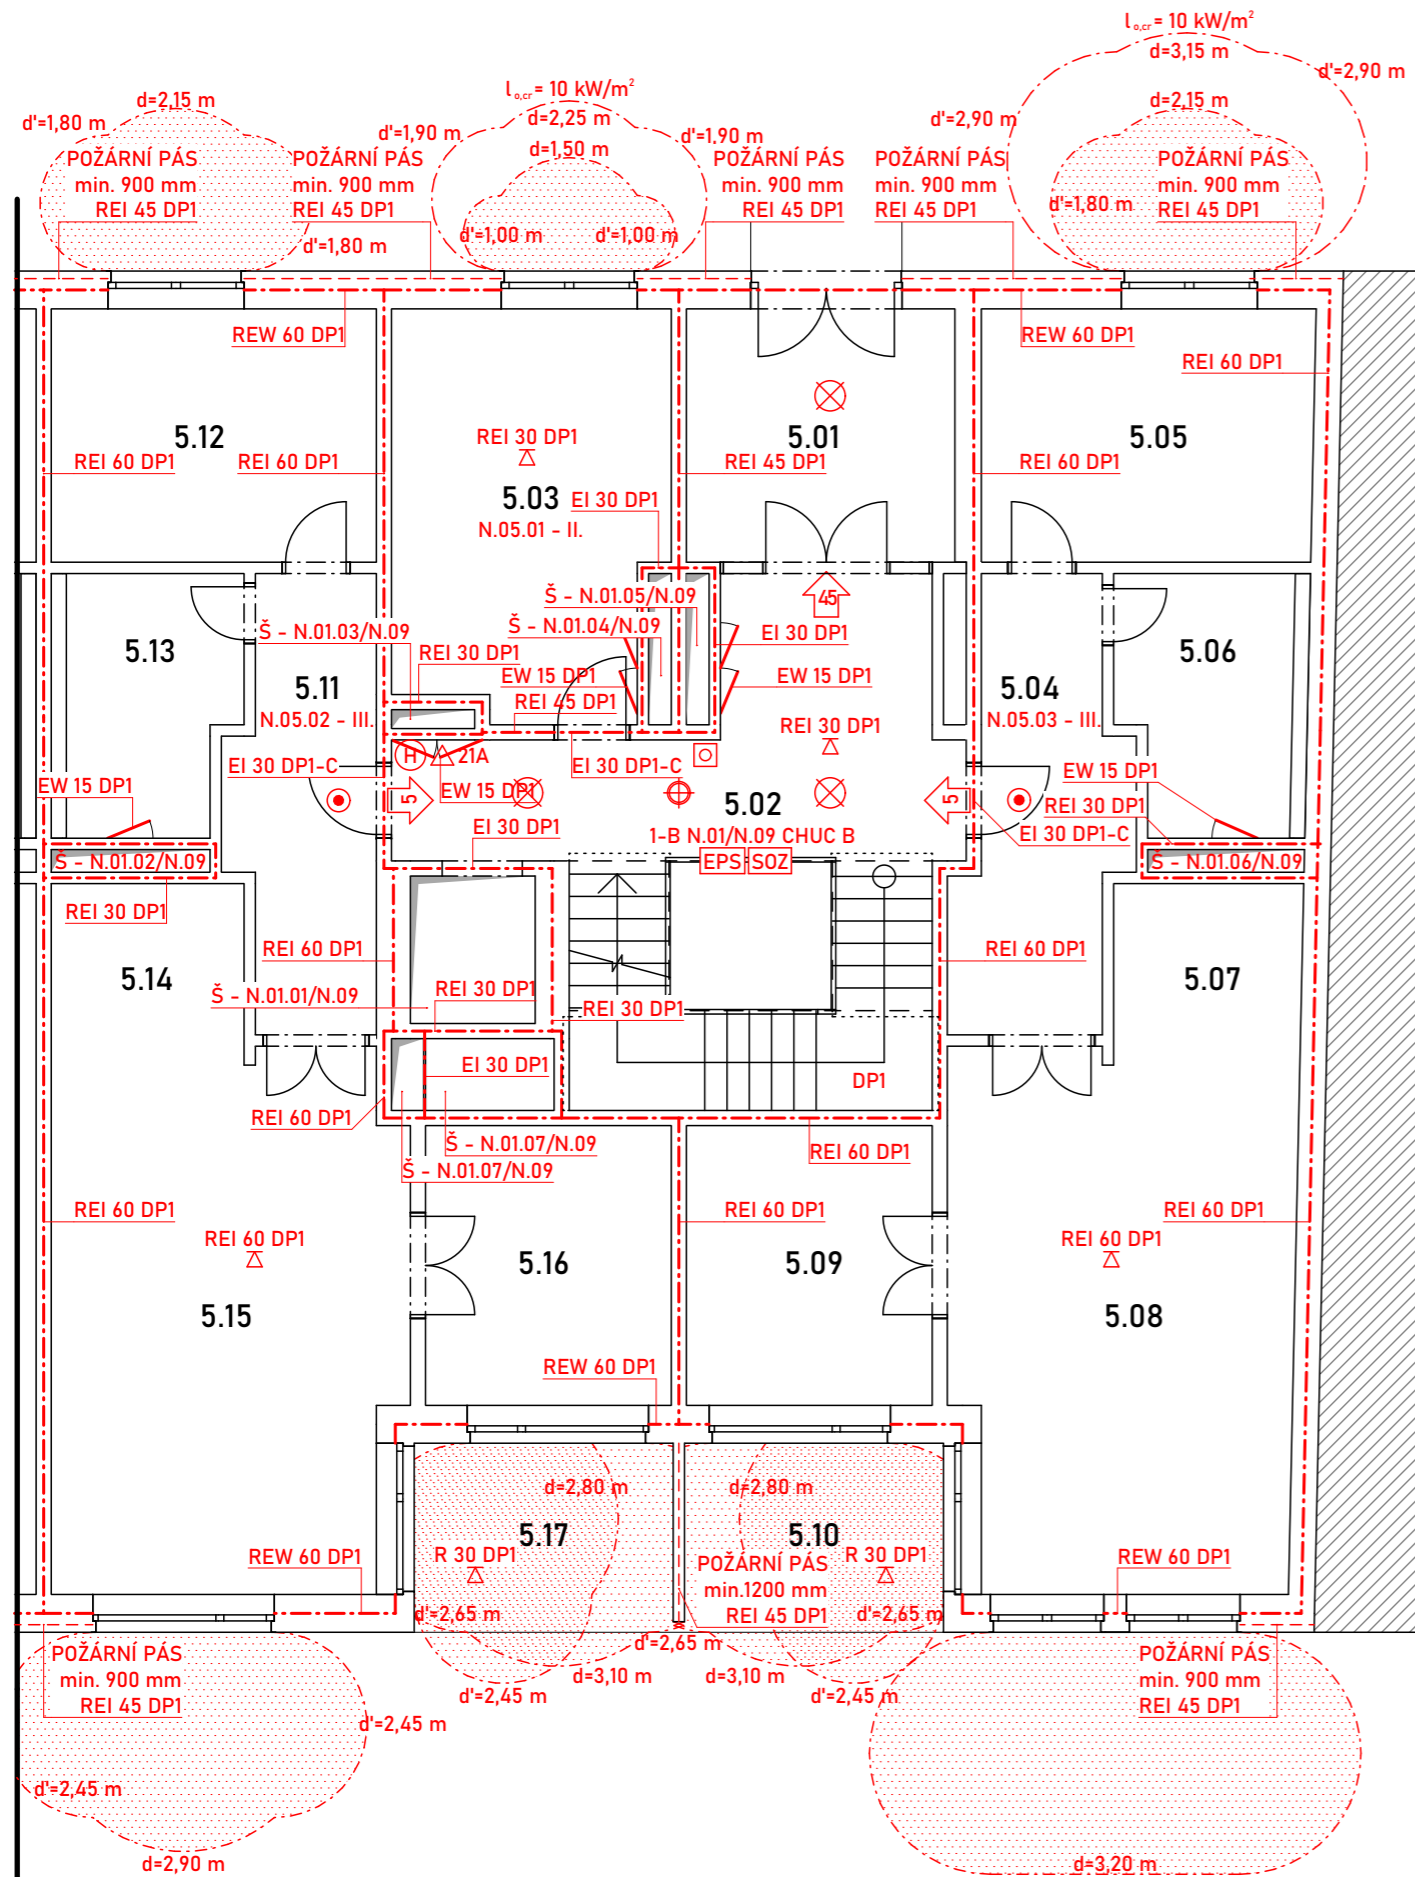 l₀,cr = 10 kW/m²
d=3,15 m
d'=2,90 m
d=2,15 m
d'=2,90 m
d'=1,80 m
POŽÁRNÍ PÁS
min. 900 mm
REI 45 DP1
d=2,15 m
d'=1,80 m
POŽÁRNÍ PÁS
min. 900 mm
REI 45 DP1
POŽÁRNÍ PÁS
min. 900 mm
REI 45 DP1
d'=1,80 m
l₀,cr = 10 kW/m²
d=2,25 m
d'=1,90 m
d=1,50 m
d'=1,90 m
d'=1,00 m
d'=1,00 m
POŽÁRNÍ PÁS
min. 900 mm
REI 45 DP1
POŽÁRNÍ PÁS
min. 900 mm
REI 45 DP1
REW 60 DP1
REW 60 DP1
REI 60 DP1
5.12
REI 60 DP1
REI 60 DP1
REI 30 DP1
5.03
N.05.01 - II.
5.01
REI 45 DP1
5.05
REI 60 DP1
EI 30 DP1
45
Š - N.01.05/N.09
Š - N.01.04/N.09
EI 30 DP1
Š - N.01.03/N.09
REI 30 DP1
EW 15 DP1
REI 45 DP1
EW 15 DP1
5.13
5.11
N.05.02 - III.
5.04
N.05.03 - III.
5.06
REI 30 DP1
EI 30 DP1-C
H
21A
EI 30 DP1-C
EW 15 DP1
EW 15 DP1
EW 15 DP1
REI 30 DP1
5
5
EI 30 DP1
5.02
EI 30 DP1-C
1-B N.01/N.09 CHUC B
EPS
SOZ
Š - N.01.02/N.09
Š - N.01.06/N.09
REI 30 DP1
REI 60 DP1
REI 60 DP1
5.14
5.07
Š - N.01.01/N.09
REI 30 DP1
REI 30 DP1
EI 30 DP1
DP1
REI 60 DP1
Š - N.01.07/N.09
Š - N.01.07/N.09
REI 60 DP1
REI 60 DP1
REI 60 DP1
REI 60 DP1
REI 60 DP1
5.15
5.16
5.09
REI 60 DP1
5.08
REW 60 DP1
d=2,80 m
d=2,80 m
5.17
5.10
REW 60 DP1
R 30 DP1
POŽÁRNÍ PÁS
min.1200 mm
REI 45 DP1
R 30 DP1
REW 60 DP1
d'=2,65 m
d'=2,65 m
d'=2,65 m
d=3,10 m
d=3,10 m
d'=2,45 m
d'=2,45 m
POŽÁRNÍ PÁS
min. 900 mm
REI 45 DP1
d'=2,45 m
d'=2,45 m
d=2,90 m
POŽÁRNÍ PÁS
min. 900 mm
REI 45 DP1
d=3,20 m